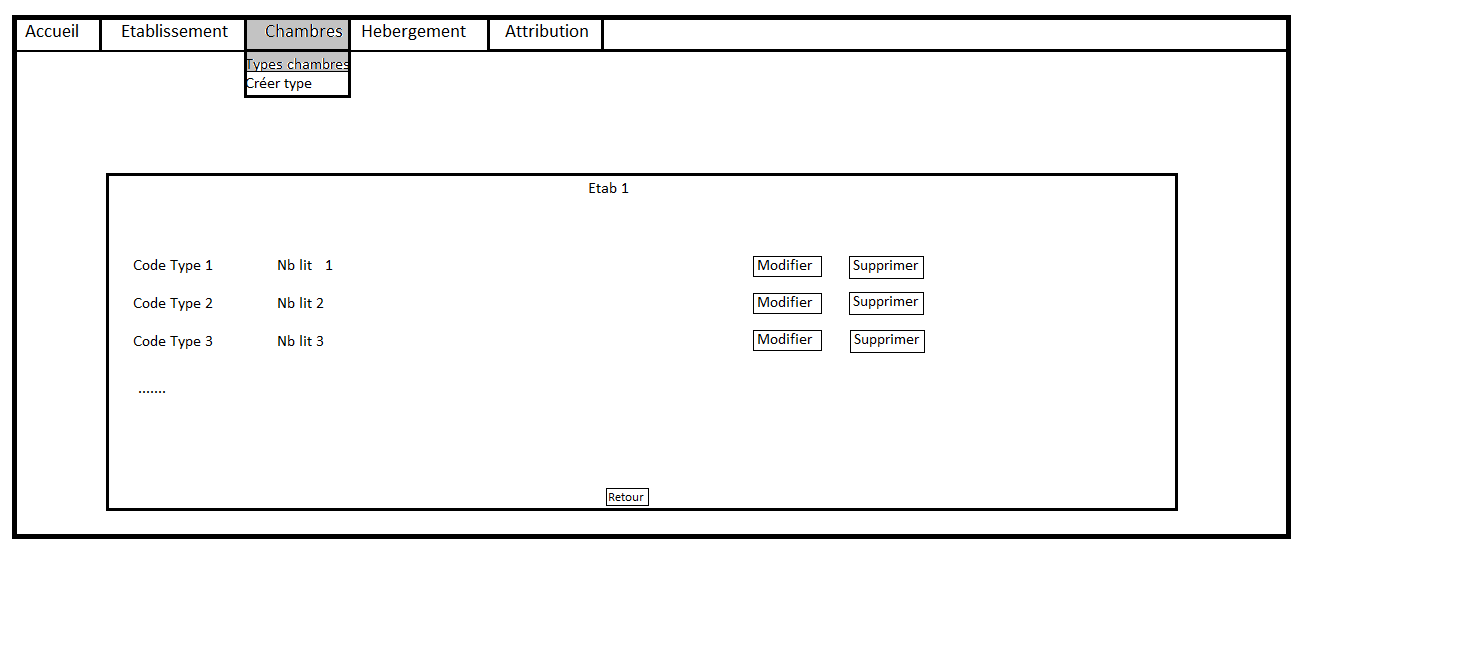 Accueil Etablissement Chambres Hebergement Attribution
Types chambres
Créer type
Etab 1
Code Type 1 Nb lit 1 Modifier Supprimer
Code Type 2 Nb lit 2 Modifier Supprimer
Code Type 3 Nb lit 3 Modifier Supprimer
.......
Retour